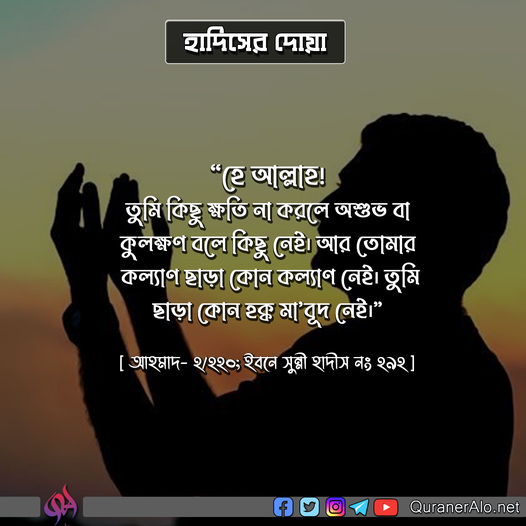 হাদিসের দোয়া
“হে আল্লাহ!
তুমি কিছু ক্ষতি না করলে অশুভ বা
কুলক্ষণ বলে কিছু নেই। আর তোমার
কল্যাণ ছাড়া কোন কল্যাণ নেই। তুমি
ছাড়া কোন হক্ক মা’বূদ নেই।”
[ আহমাদ- ২/২২০; ইবনে সুন্নী হাদীস নং ২৯২ ]
QuranerAlo.net